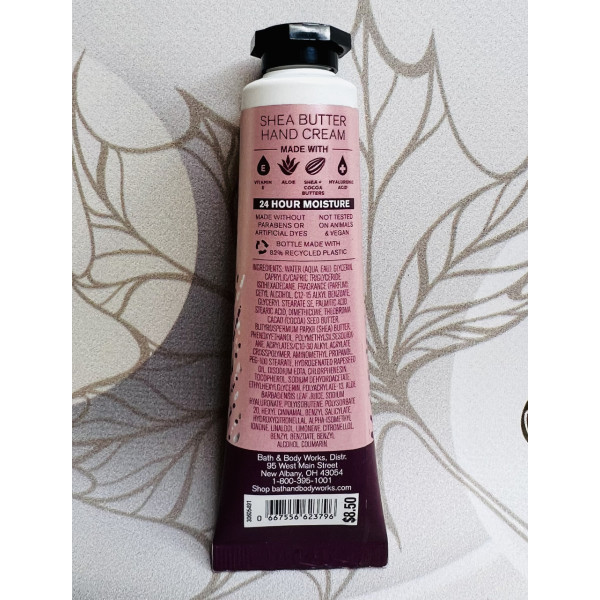 SHEA BUTTER
HAND CREAM
MADE WITH
E
VITAMIN E
ALOE
SHEA + COCOA BUTTERS
HYALURONIC ACID
24 HOUR MOISTURE
MADE WITHOUT
PARABENS OR
ARTIFICIAL DYES
NOT TESTED
ON ANIMALS
& VEGAN
BOTTLE MADE WITH
82% RECYCLED PLASTIC
INGREDIENTS: WATER (AQUA, EAU), GLYCERIN,
CAPRYLIC/CAPRIC TRIGLYCERIDE,
ISOHEXADECANE, FRAGRANCE (PARFUM),
CETYL ALCOHOL, C12-15 ALKYL BENZOATE,
GLYCERYL STEARATE SE, PALMITIC ACID,
STEARIC ACID, DIMETHICONE, THEOBROMA
CACAO (COCOA) SEED BUTTER,
BUTYROSPERMUM PARKII (SHEA) BUTTER,
PHENOXYETHANOL, POLYMETHYLSILSESQUIOX
ANE, ACRYLATES/C10-30 ALKYL ACRYLATE
CROSSPOLYMER, AMINOMETHYL PROPANOL,
PEG-100 STEARATE, HYDROGENATED RAPESEED
OIL, DISODIUM EDTA, CHLORPHENESIN,
TOCOPHEROL, SODIUM DEHYDROACETATE,
ETHYLHEXYLGLYCERIN, POLYACRYLATE-13, ALOE
BARBADENSIS LEAF JUICE, SODIUM
HYALURONATE, POLYISOBUTENE, POLYSORBATE
20, HEXYL CINNAMAL, BENZYL SALICYLATE,
HYDROXYCITRONELLAL, ALPHA-ISOMETHYL
IONONE, LINALOOL, LIMONENE, CITRONELLOL,
BENZYL BENZOATE, BENZYL
ALCOHOL, COUMARIN.
Bath & Body Works, Distr.
95 West Main Street
New Albany, OH 43054
1-800-395-1001
Shop bathandbodyworks.com
0 667556 623796
$8.50